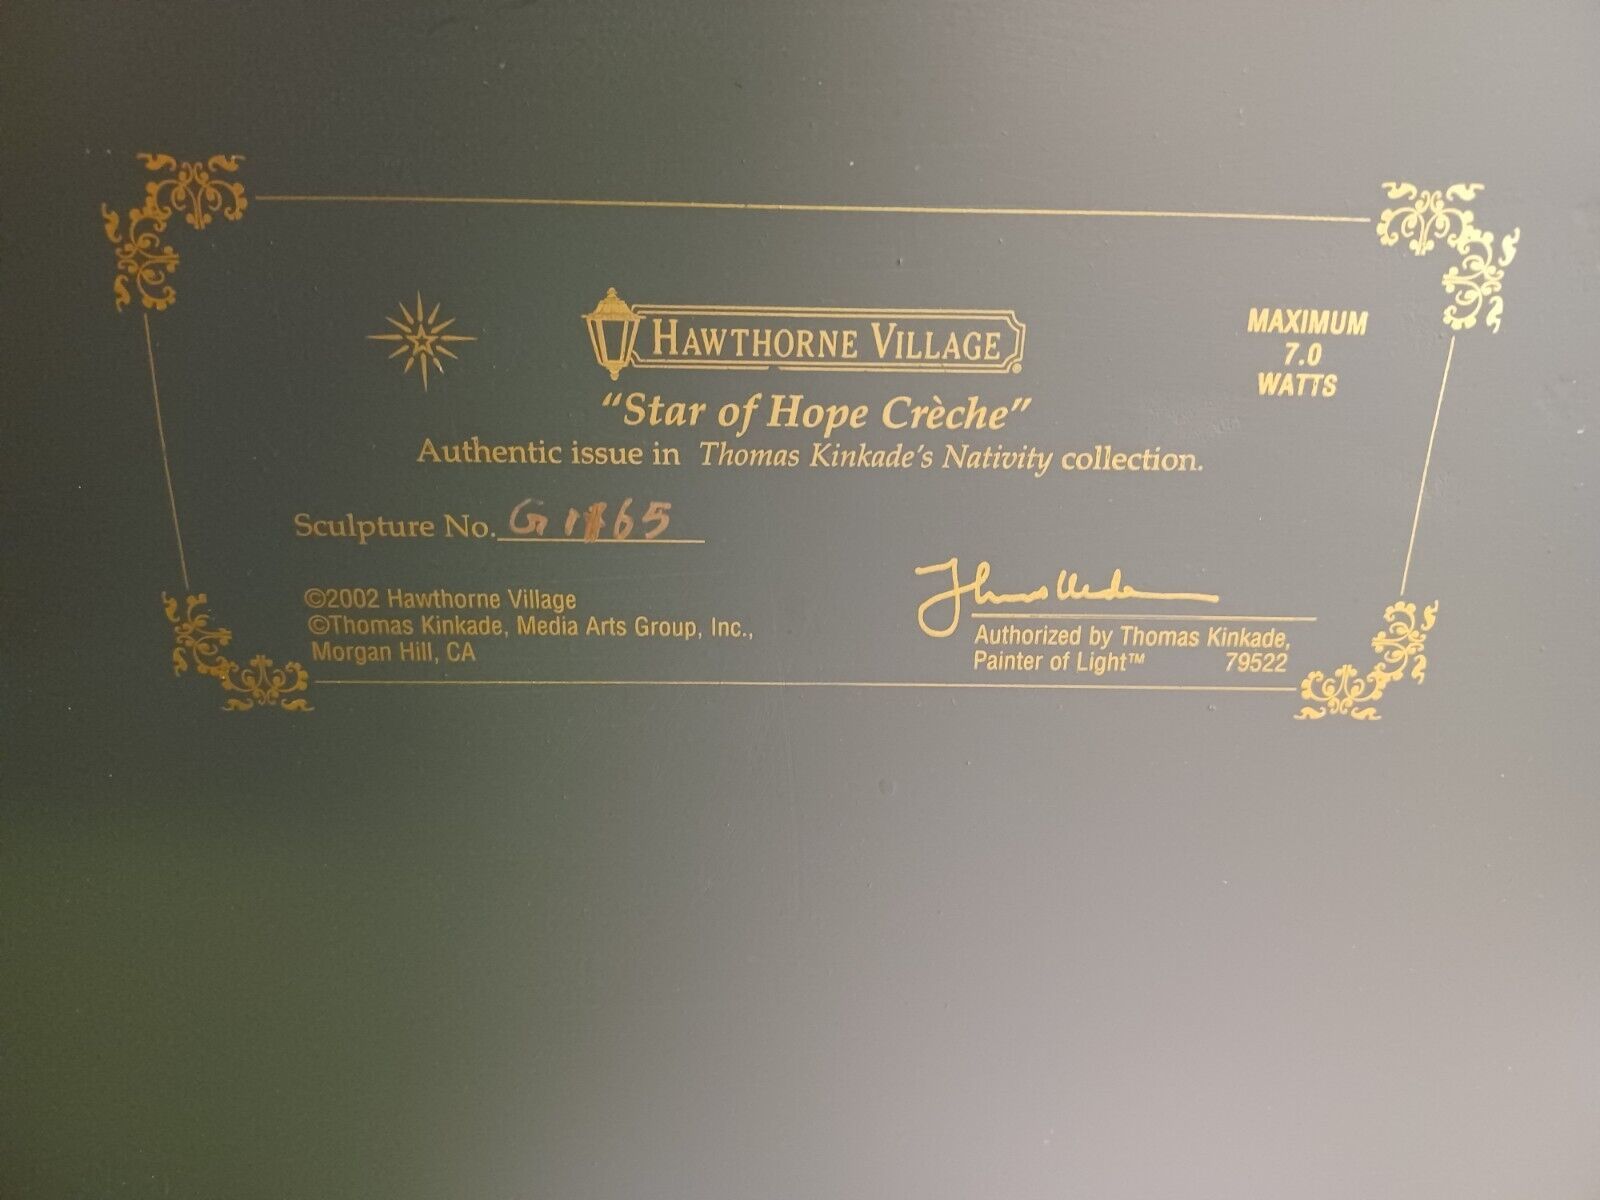 HAWTHORNE VILLAGE®
MAXIMUM
7.0
WATTS
“Star of Hope Crèche”
Authentic issue in Thomas Kinkade's Nativity collection.
Sculpture No.
©2002 Hawthorne Village
©Thomas Kinkade, Media Arts Group, Inc.,
Morgan Hill, CA
Authorized by Thomas Kinkade,
Painter of Light™ 79522